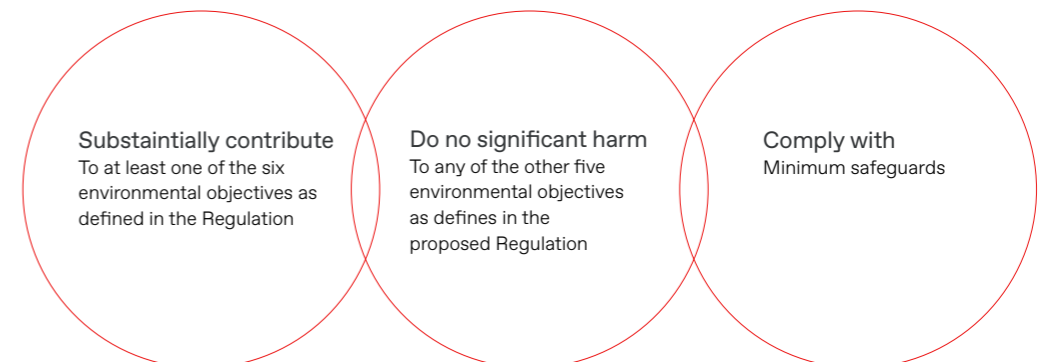 Substaintially contribute
To at least one of the six
environmental objectives as
defined in the Regulation
Do no significant harm
To any of the other five
environmental objectives
as defines in the
proposed Regulation
Comply with
Minimum safeguards